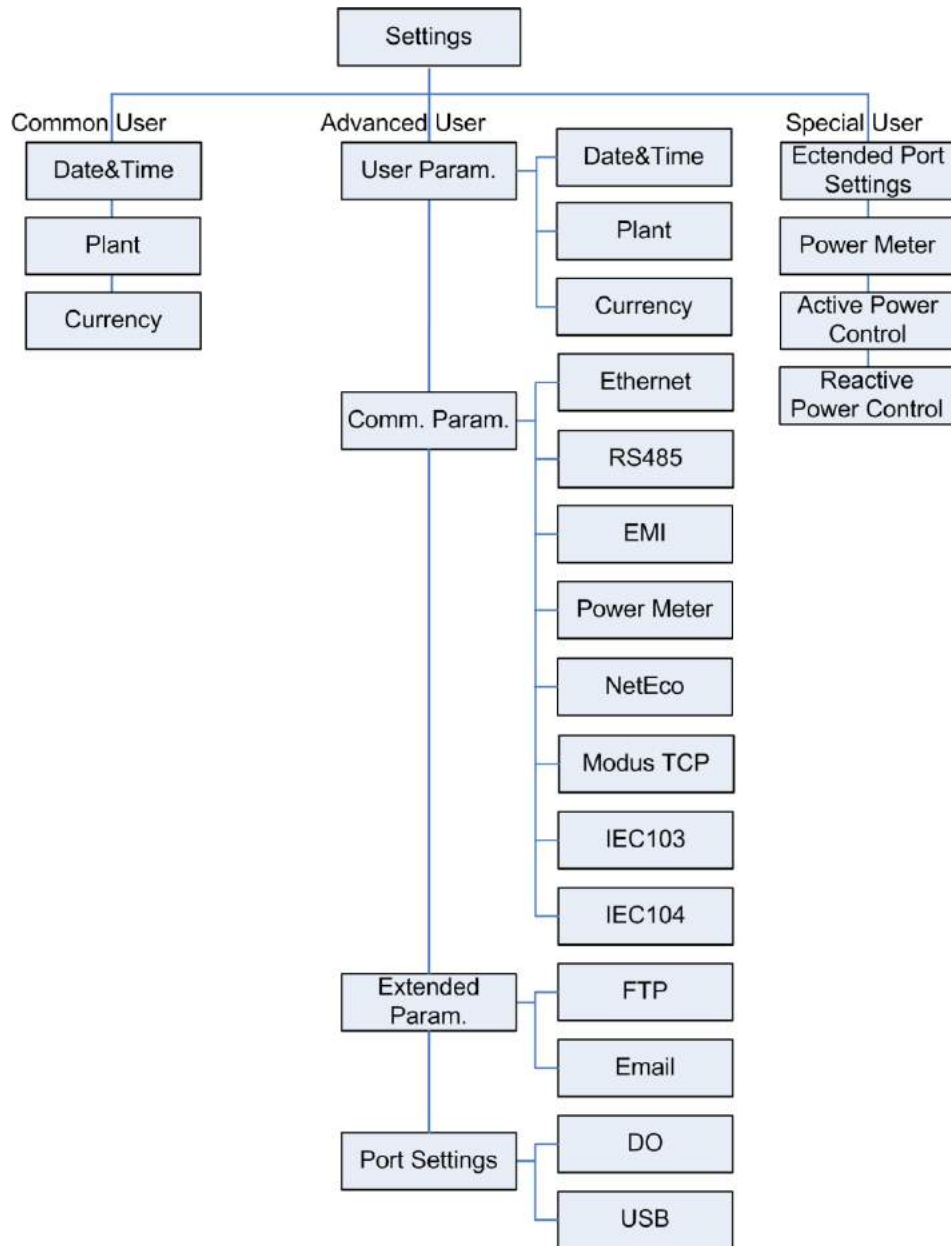 Settings
Common User
Date&Time
Plant
Currency
Advanced User
User Param.
Date&Time
Plant
Currency
Comm. Param.
Ethernet
RS485
EMI
Power Meter
NetEco
Modus TCP
IEC103
IEC104
Extended
Param.
FTP
Email
Port Settings
DO
USB
Special User
Ectended Port
Settings
Power Meter
Active Power
Control
Reactive
Power Control